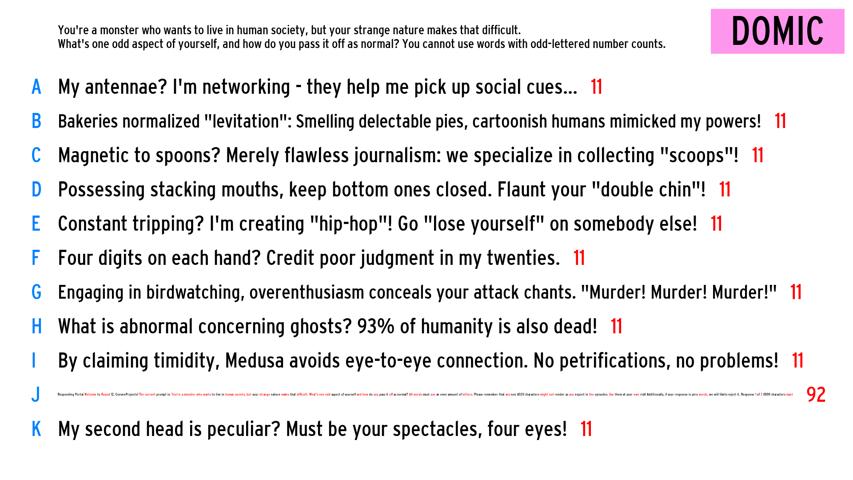 You're a monster who wants to live in human society, but your strange nature makes that difficult.
What's one odd aspect of yourself, and how do you pass it off as normal? You cannot use words with odd-lettered number counts.
DOMIC
A My antennae? I'm networking - they help me pick up social cues... 11
B Bakeries normalized "levitation": Smelling delectable pies, cartoonish humans mimicked my powers! 11
C Magnetic to spoons? Merely flawless journalism: we specialize in collecting "scoops"! 11
D Possessing stacking mouths, keep bottom ones closed. Flaunt your "double chin"! 11
E Constant tripping? I'm creating "hip-hop"! Go "lose yourself" on somebody else! 11
F Four digits on each hand? Credit poor judgment in my twenties. 11
G Engaging in birdwatching, overenthusiasm conceals your attack chants. "Murder! Murder! Murder!" 11
H What is abnormal concerning ghosts? 93% of humanity is also dead! 11
I By claiming timidity, Medusa avoids eye-to-eye connection. No petrifications, no problems! 11
J 92
K My second head is peculiar? Must be your spectacles, four eyes! 11